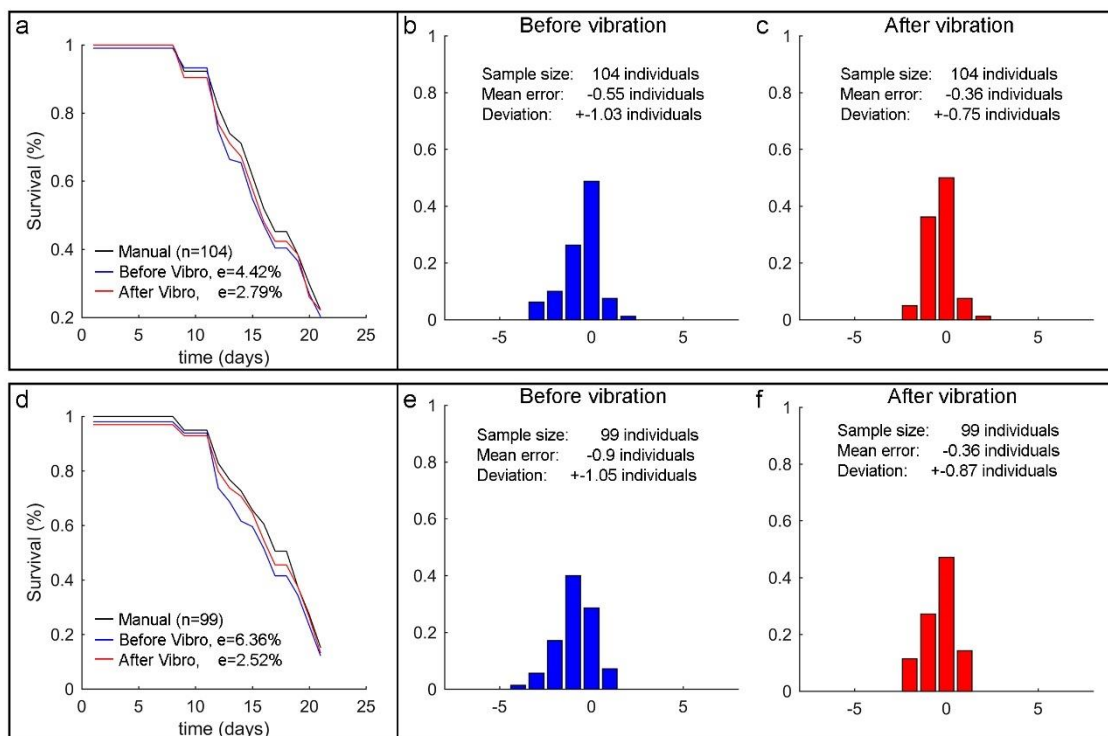 a
1
0.8
0.6
0.4
0.2
Survival (%)
Manual (n=104)
Before Vibro, e=4.42%
After Vibro, e=2.79%
0 5 10 15 20 25
time (days)
b Before vibration
Sample size: 104 individuals
Mean error: -0.55 individuals
Deviation: +-1.03 individuals
1
0.8
0.6
0.4
0.2
0
-5 0 5
c After vibration
Sample size: 104 individuals
Mean error: -0.36 individuals
Deviation: +-0.75 individuals
1
0.8
0.6
0.4
0.2
0
-5 0 5
d
1
0.8
0.6
0.4
0.2
0
Survival (%)
Manual (n=99)
Before Vibro, e=6.36%
After Vibro, e=2.52%
0 5 10 15 20 25
time (days)
e Before vibration
Sample size: 99 individuals
Mean error: -0.9 individuals
Deviation: +-1.05 individuals
1
0.8
0.6
0.4
0.2
0
-5 0 5
f After vibration
Sample size: 99 individuals
Mean error: -0.36 individuals
Deviation: +-0.87 individuals
1
0.8
0.6
0.4
0.2
0
-5 0 5